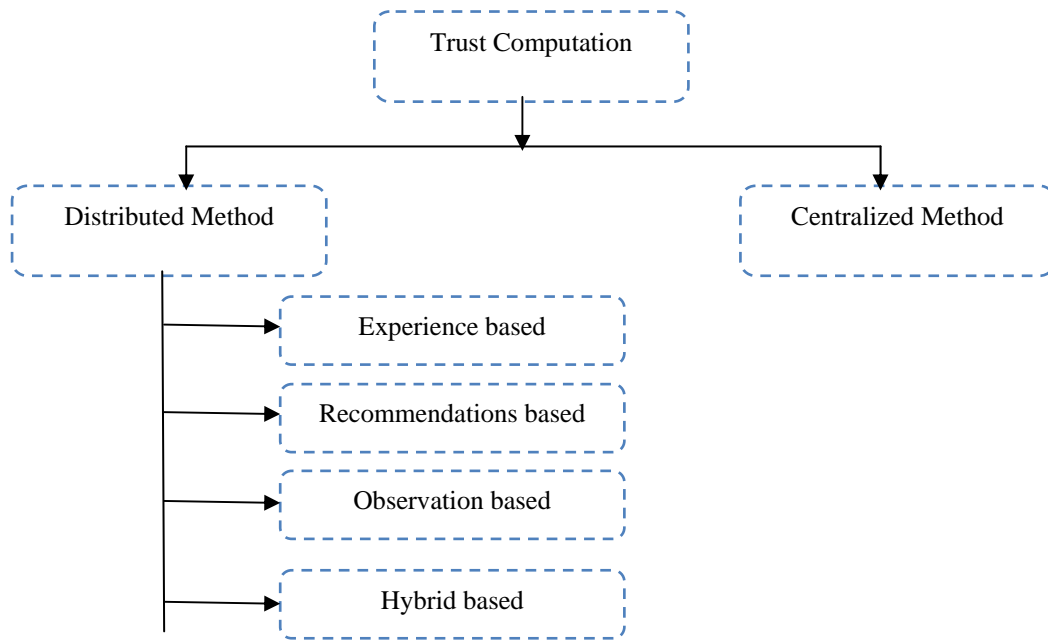 Trust Computation
Distributed Method
Centralized Method
Experience based
Recommendations based
Observation based
Hybrid based